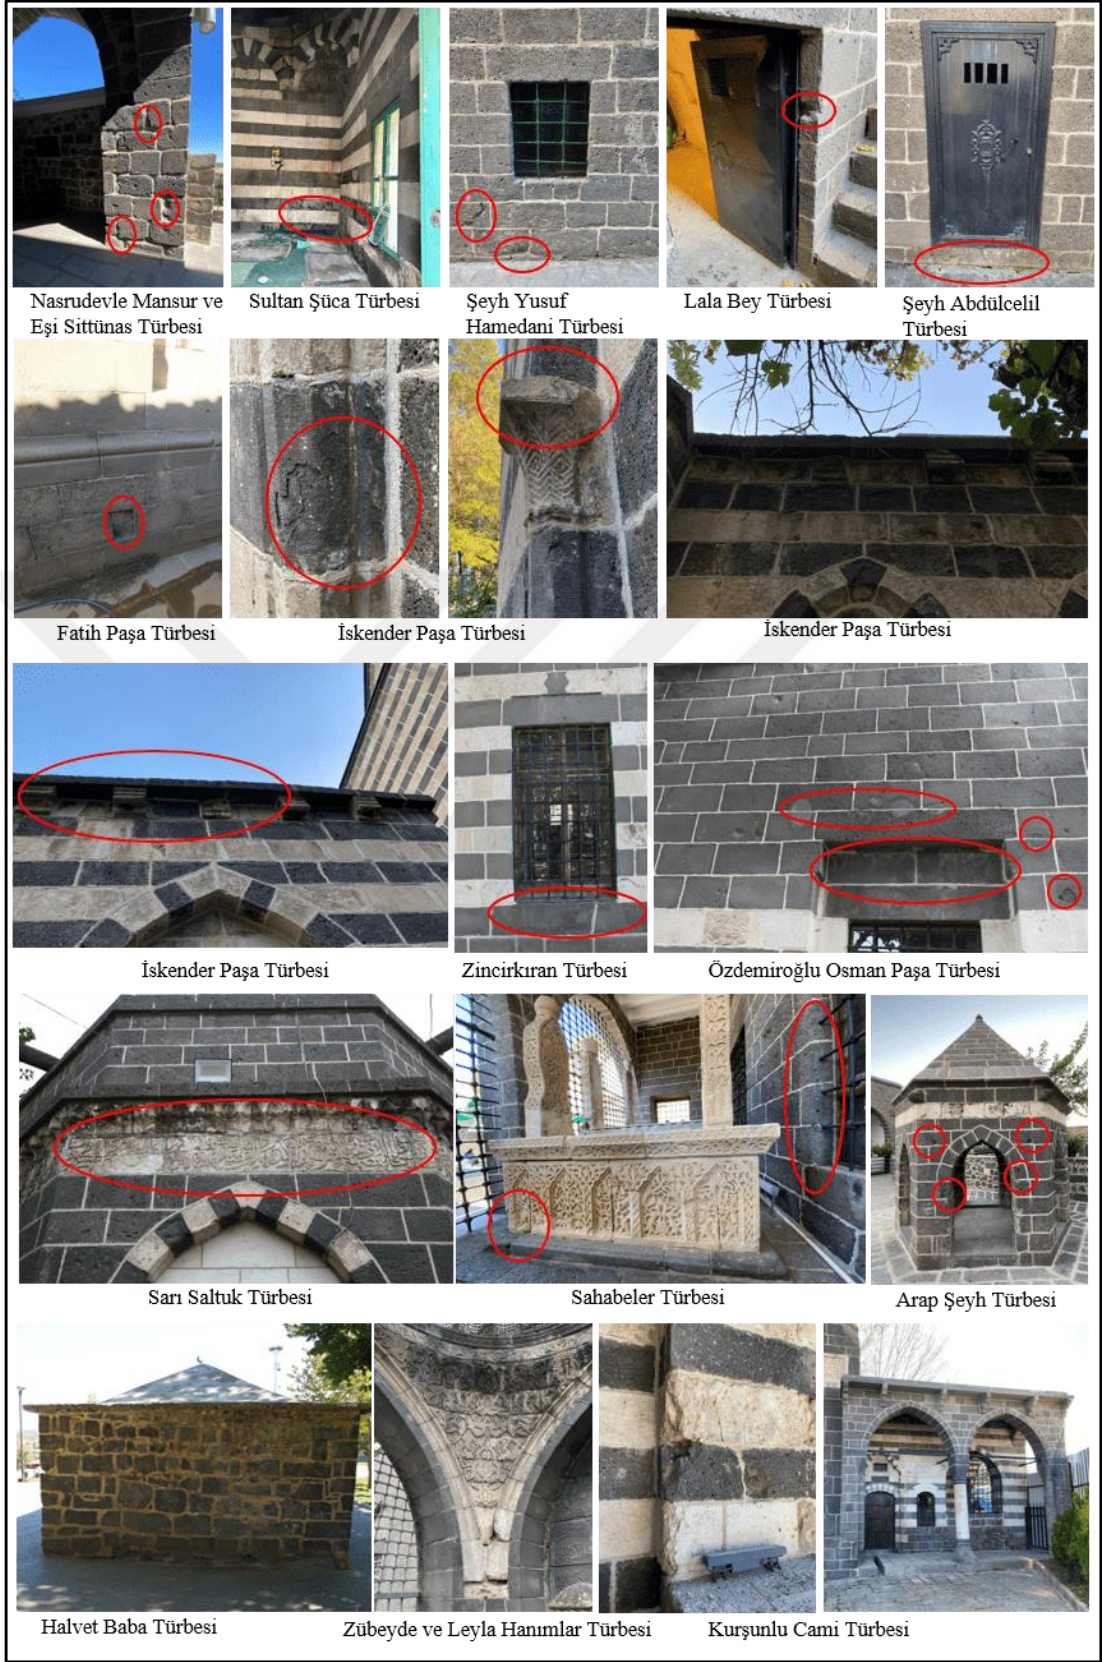 Nasrudevle Mansur ve
Eşi Sittünas Türbesi
Sultan Şüca Türbesi
Şeyh Yusuf
Hamedani Türbesi
Lala Bey Türbesi
Şeyh Abdülcelil
Türbesi
Fatih Paşa Türbesi
İskender Paşa Türbesi
İskender Paşa Türbesi
İskender Paşa Türbesi
Zincirkıran Türbesi
Özdemiroğlu Osman Paşa Türbesi
Sarı Saltuk Türbesi
Sahabeler Türbesi
Arap Şeyh Türbesi
Halvet Baba Türbesi
Zübeyde ve Leyla Hanımlar Türbesi
Kurşunlu Cami Türbesi